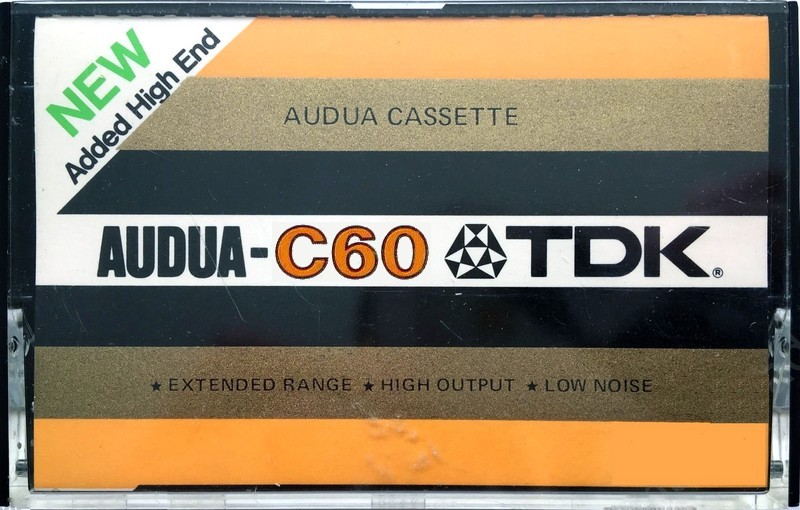 NEW
Added High End
AUDUA CASSETTE
AUDUA-C60 TDK®
★EXTENDED RANGE ★HIGH OUTPUT ★LOW NOISE